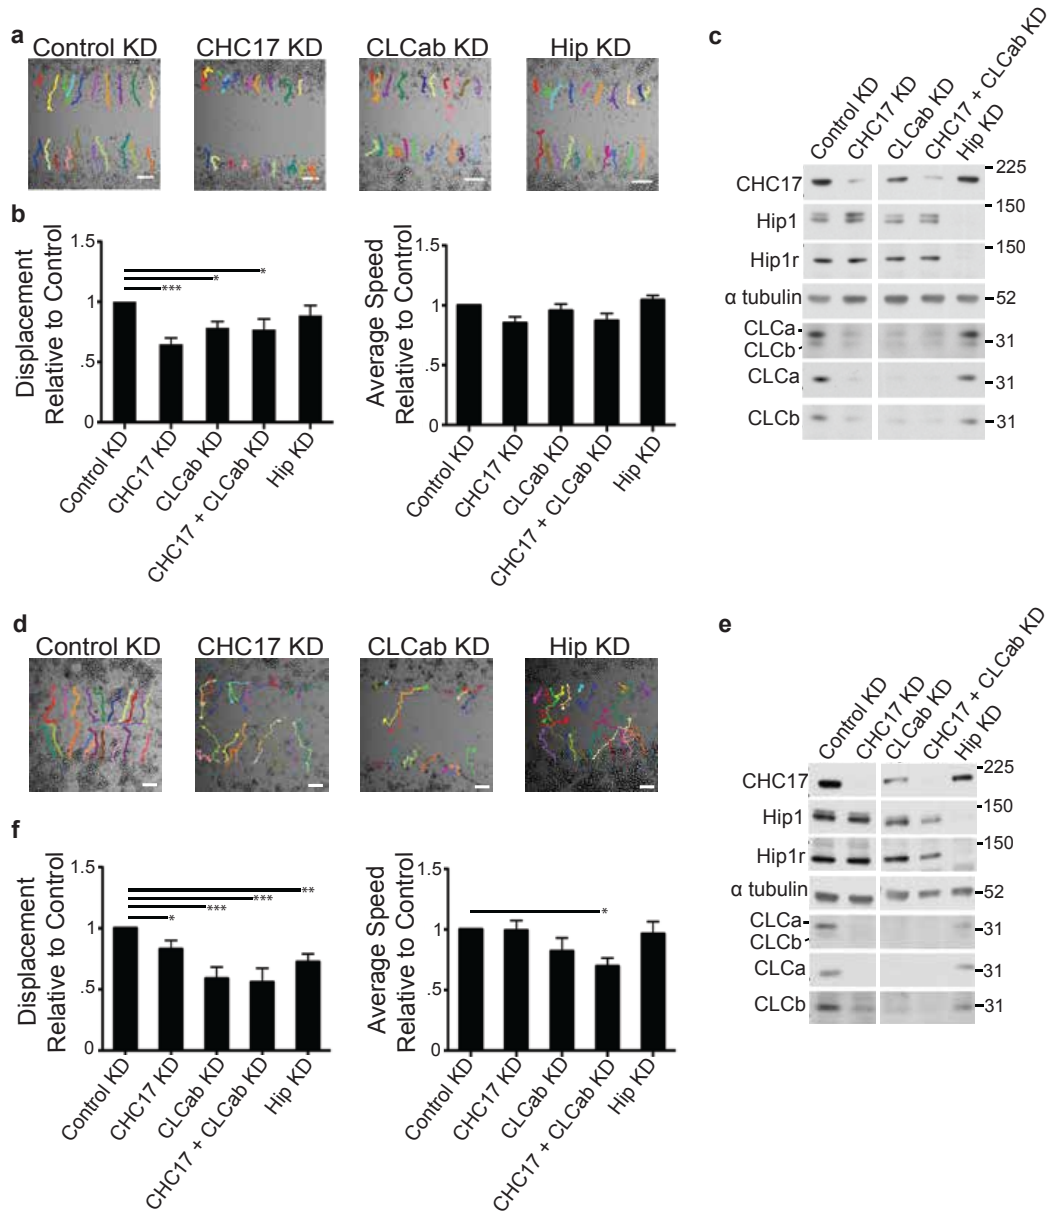 a
Control KD
CHC17 KD
CLCab KD
Hip KD
b
1.5
1
.5
0
Displacement
Relative to Control
***
*
*
Control KD
CHC17 KD
CLCab KD
CHC17 + CLCab KD
Hip KD
1.5
1
.5
0
Average Speed
Relative to Control
Control KD
CHC17 KD
CLCab KD
CHC17 + CLCab KD
Hip KD
c
Control KD
CHC17 KD
CLCab KD
CHC17 + CLCab KD
Hip KD
CHC17
225
Hip1
150
Hip1r
150
α tubulin
52
CLCa
CLCb
31
CLCa
31
CLCb
31
d
Control KD
CHC17 KD
CLCab KD
Hip KD
e
Control KD
CHC17 KD
CLCab KD
CHC17 + CLCab KD
Hip KD
CHC17
225
Hip1
150
Hip1r
150
α tubulin
52
CLCa
CLCb
31
CLCa
31
CLCb
31
f
1.5
1
.5
0
Displacement
Relative to Control
**
***
***
*
Control KD
CHC17 KD
CLCab KD
CHC17 + CLCab KD
Hip KD
1.5
1
.5
0
Average Speed
Relative to Control
*
Control KD
CHC17 KD
CLCab KD
CHC17 + CLCab KD
Hip KD